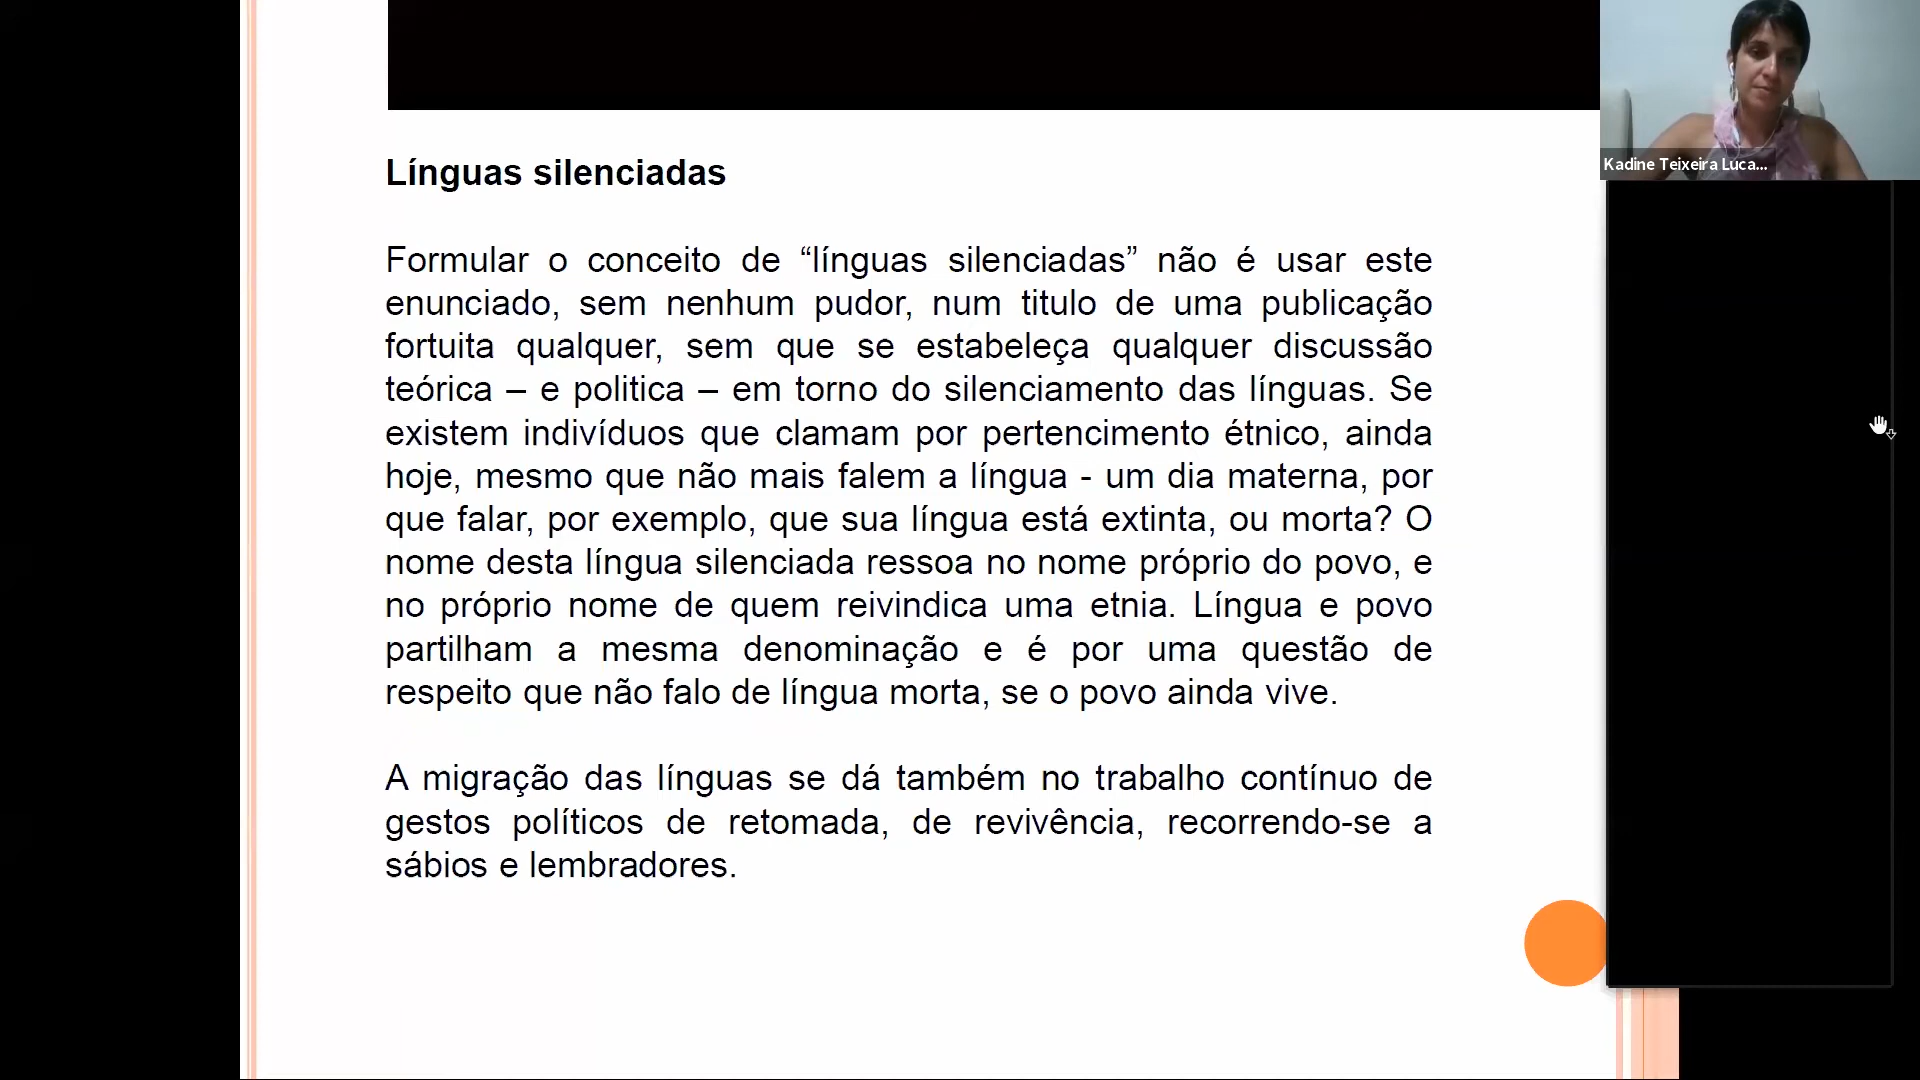 Línguas silenciadas
Formular o conceito de “línguas silenciadas” não é usar este
enunciado, sem nenhum pudor, num titulo de uma publicação
fortuita qualquer, sem que se estabeleça qualquer discussão
teórica – e politica – em torno do silenciamento das línguas. Se
existem indivíduos que clamam por pertencimento étnico, ainda
hoje, mesmo que não mais falem a língua - um dia materna, por
que falar, por exemplo, que sua língua está extinta, ou morta? O
nome desta língua silenciada ressoa no nome próprio do povo, e
no próprio nome de quem reivindica uma etnia. Língua e povo
partilham a mesma denominação e é por uma questão de
respeito que não falo de língua morta, se o povo ainda vive.
A migração das línguas se dá também no trabalho contínuo de
gestos políticos de retomada, de revivência, recorrendo-se a
sábios e lembradores.
Kadine Teixeira Luca...